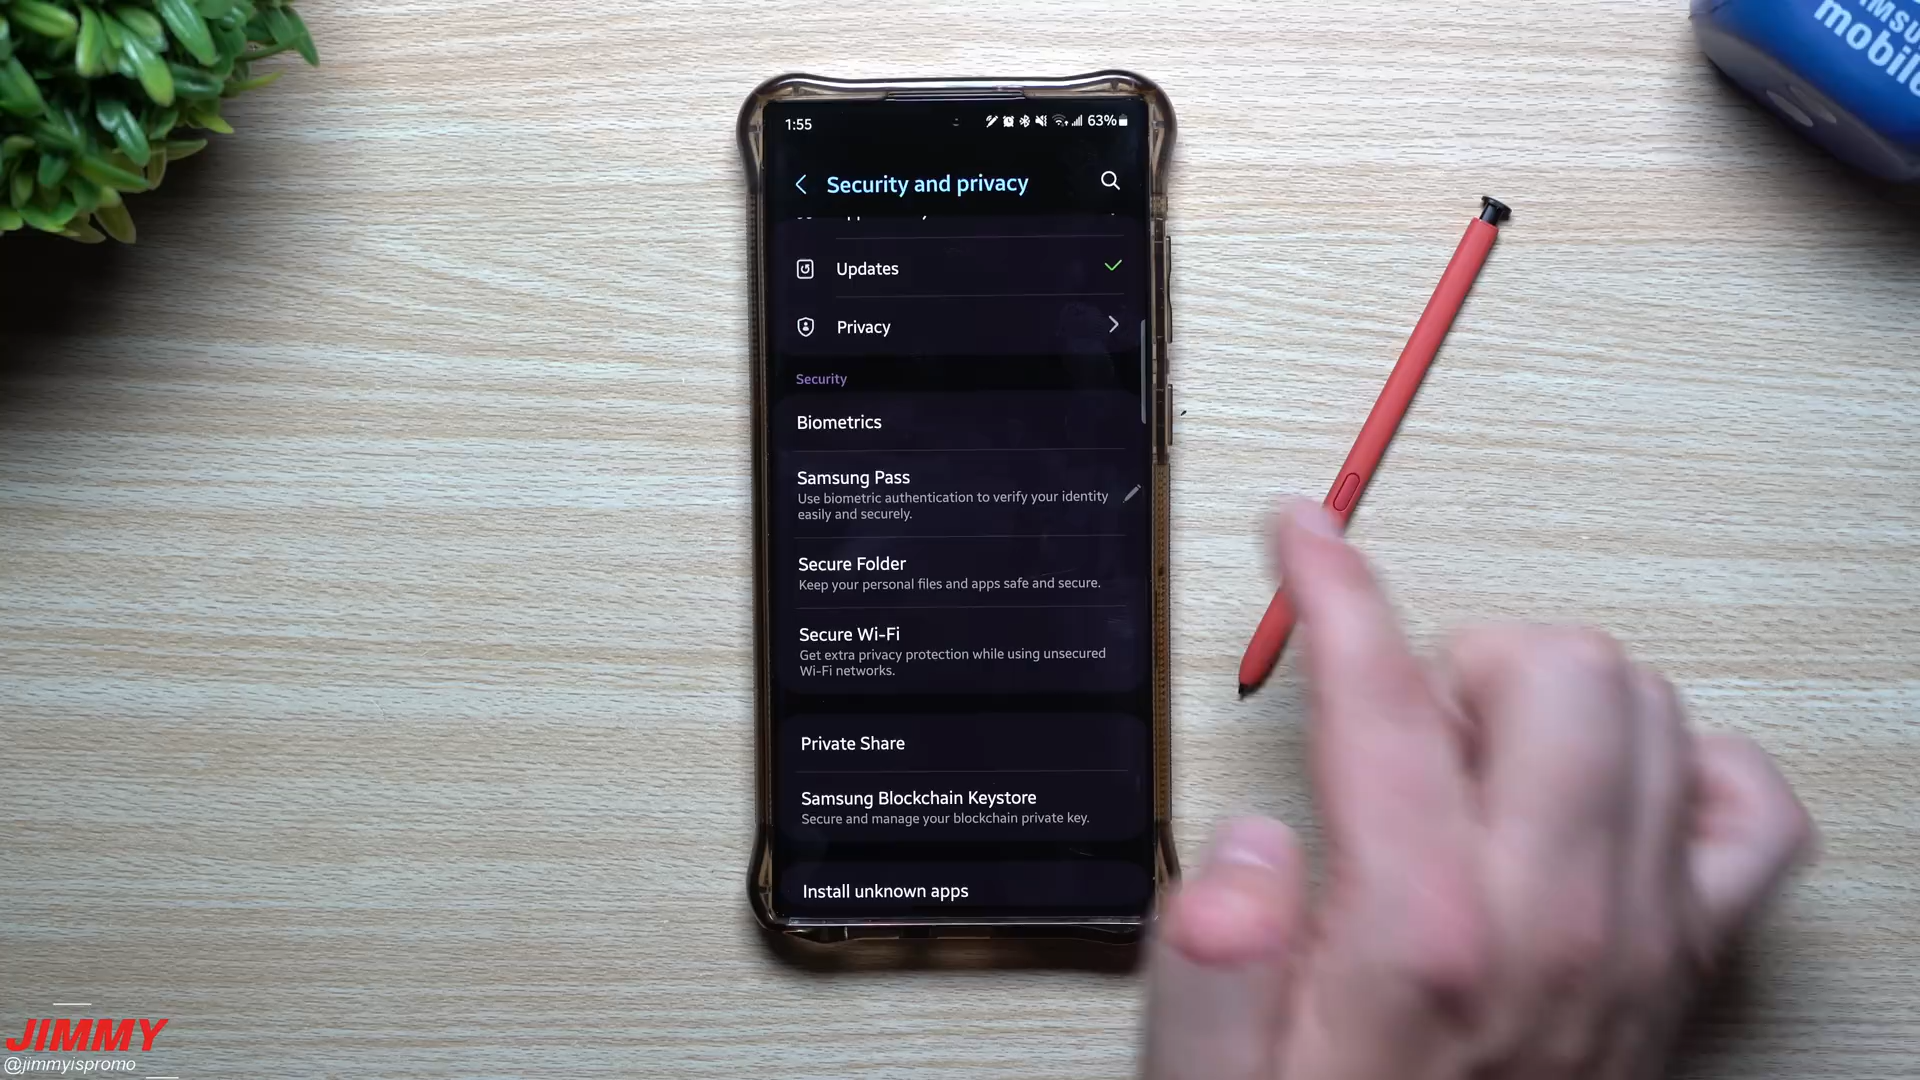 mobile
1:55
63%
Security and privacy
Updates
Privacy
Security
Biometrics
Samsung Pass
Use biometric authentication to verify your identity
easily and securely.
Secure Folder
Keep your personal files and apps safe and secure.
Secure Wi-Fi
Get extra privacy protection while using unsecured
Wi-Fi networks.
Private Share
Samsung Blockchain Keystore
Secure and manage your blockchain private key.
Install unknown apps
JIMMY
@jimmyispromo